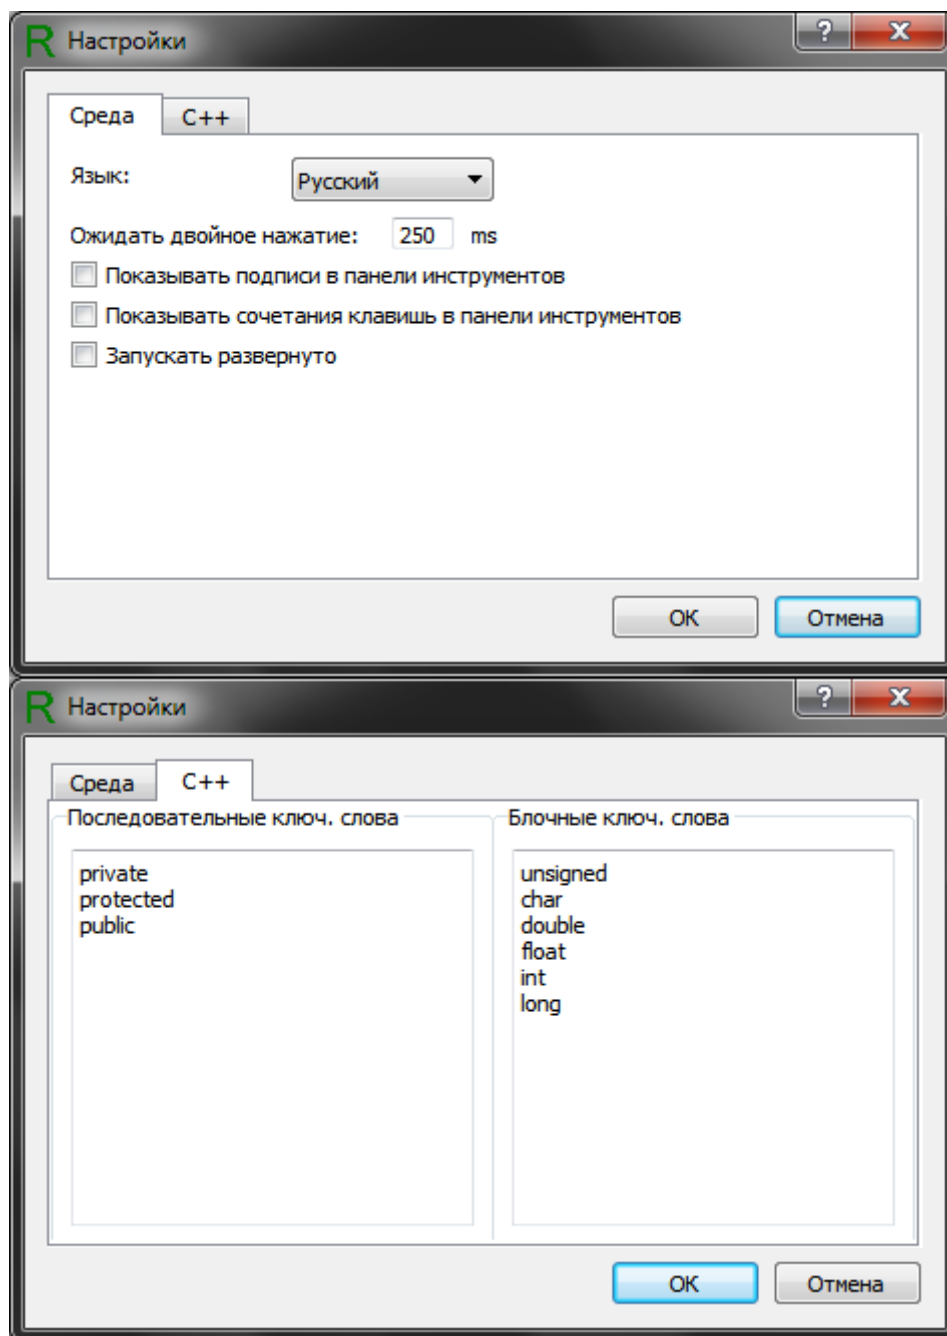 R Настройки
?
X
Среда
C++
Язык:
Русский
Ожидать двойное нажатие: 250 ms
Показывать подписи в панели инструментов
Показывать сочетания клавишь в панели инструментов
Запускать развернуто
OK
Отмена
R Настройки
?
X
Среда
C++
Последовательные ключ. слова
private
protected
public
Блочные ключ. слова
unsigned
char
double
float
int
long
OK
Отмена